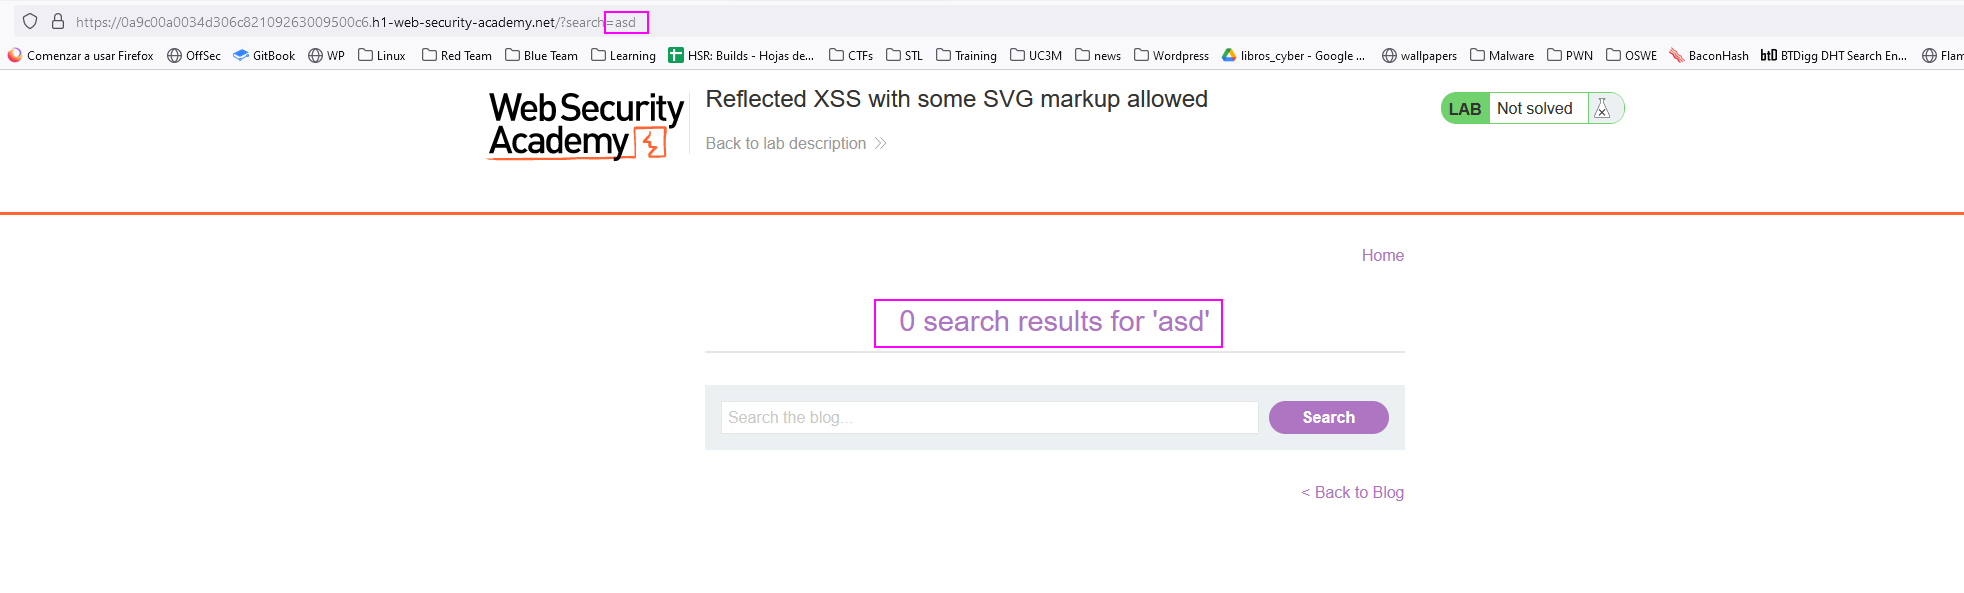 https://0a9c00a0034d306c82109263009500c6.h1-web-security-academy.net/?search=asd
Comenzar a usar Firefox OffSec GitBook WP Linux Red Team Blue Team Learning HSR: Builds - Hojas de... CTFs STL Training UC3M news Wordpress libros_cyber - Google ... wallpapers Malware PWN OSWE BaconHash btD BTDigg DHT Search En... Flam
Web Security
Academy
Reflected XSS with some SVG markup allowed
Back to lab description
LAB Not solved
Home
0 search results for 'asd'
Search the blog...
Search
< Back to Blog